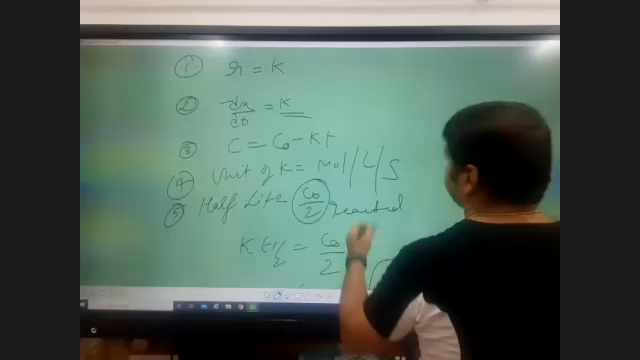 ① r = K
② dx/dt = K
③ C = C₀ - Kt
④ Unit of K = Mol/L/S
⑤ Half Life C₀/2 reacted
K t1/2 = C₀/2